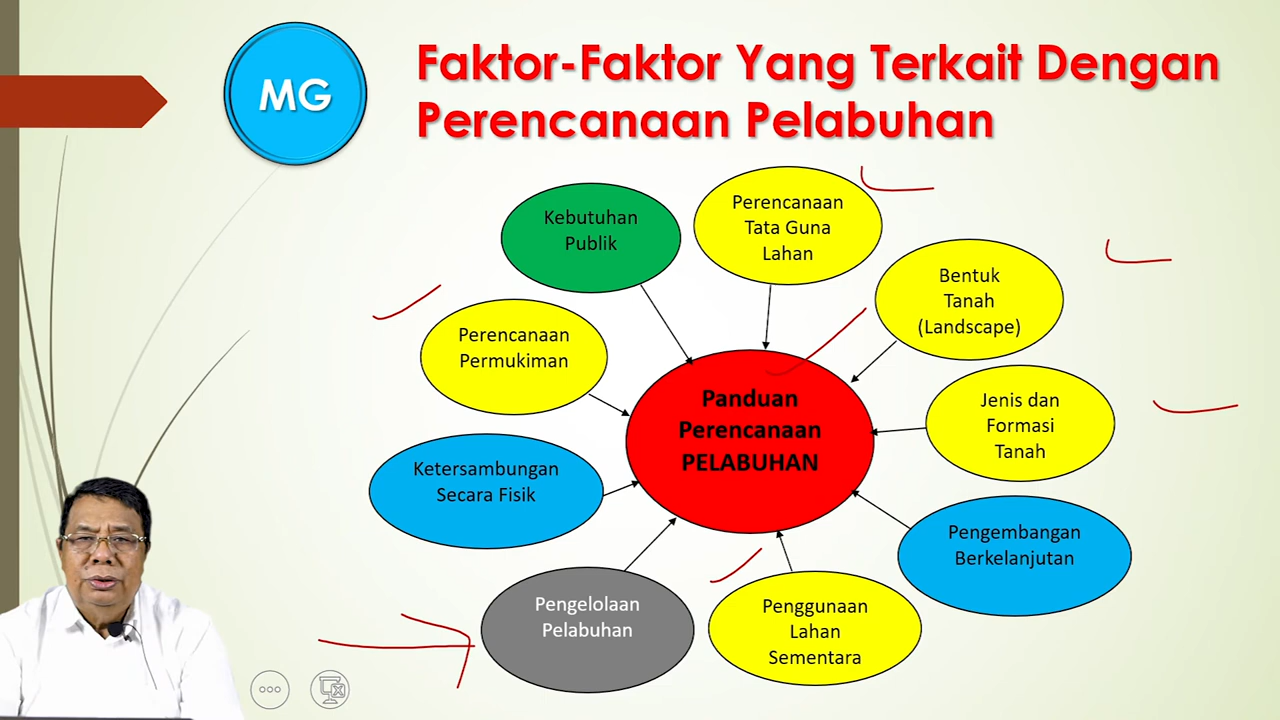 MG
Faktor-Faktor Yang Terkait Dengan
Perencanaan Pelabuhan
Kebutuhan
Publik
Perencanaan
Tata Guna
Lahan
Bentuk
Tanah
(Landscape)
Perencanaan
Permukiman
Panduan
Perencanaan
PELABUHAN
Jenis dan
Formasi
Tanah
Ketersambungan
Secara Fisik
Pengembangan
Berkelanjutan
Pengelolaan
Pelabuhan
Penggunaan
Lahan
Sementara